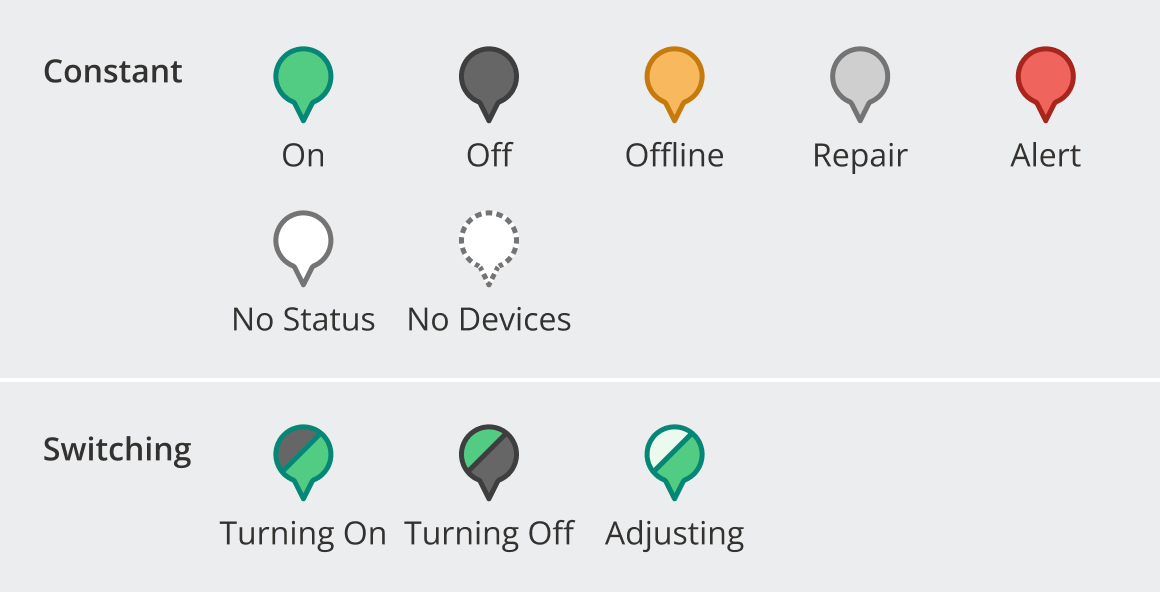 Constant
On
Off
Offline
Repair
Alert
No Status
No Devices
Switching
Turning On
Turning Off
Adjusting